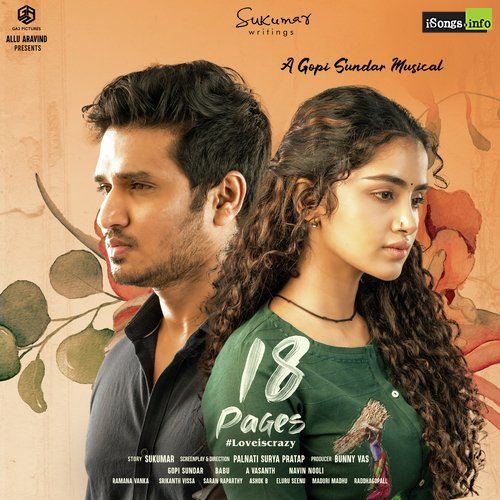 GA2 PICTURES
ALLU ARAVIND
PRESENTS
SUKUMAR
writings
iSongs.info
A Gopi Sundar Musical
18
Pages
#Loveiscrazy
STORY SUKUMAR SCREENPLAY & DIRECTION PALNATI SURYA PRATAP PRODUCER BUNNY VAS
GOPI SUNDAR BABU A VASANTH NAVIN NOOLI
RAMANA VANKA SRIKANTH VISSA SARAN RAPARTHY ASHOK B ELURU SEENU MADURI MADHU RADDHAGOPALL